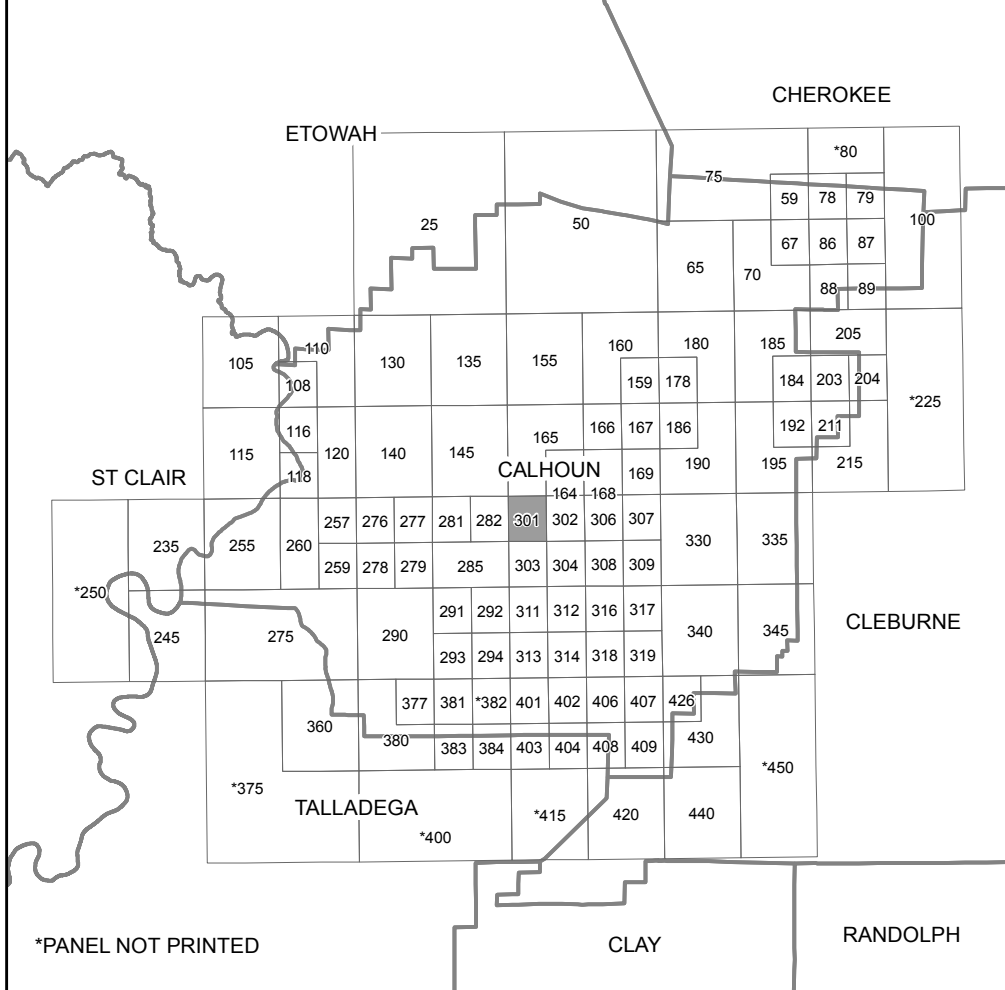 CHEROKEE
ETOWAH
*80
75
59 78 79
25 50 100
67 86 87
65 70
88 89
205
110 130 135 155 160 180 185
105
108 159 178 184 203 204
*225
116 166 167 186 192 211
115 120 140 145 165
190 195 215
ST CLAIR CALHOUN
118 169
164 168
257 276 277 281 282 301 302 306 307
235 255 260 330 335
259 278 279 285 303 304 308 309
*250
291 292 311 312 316 317
245 275 290 340 345 CLEBURNE
293 294 313 314 318 319
377 381 *382 401 402 406 407 426
360
380 383 384 403 404 408 409 430
*450
*375
TALLADEGA *415 420 440
*400
*PANEL NOT PRINTED CLAY RANDOLPH